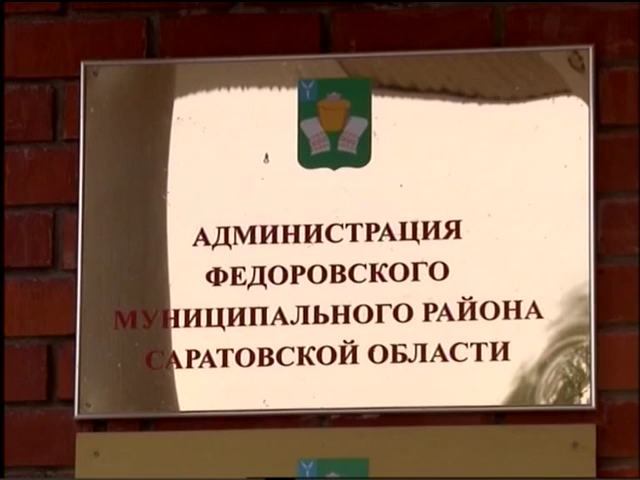 АДМИНИСТРАЦИЯ
ФЕДОРОВСКОГО
МУНИЦИПАЛЬНОГО РАЙОНА
САРАТОВСКОЙ ОБЛАСТИ